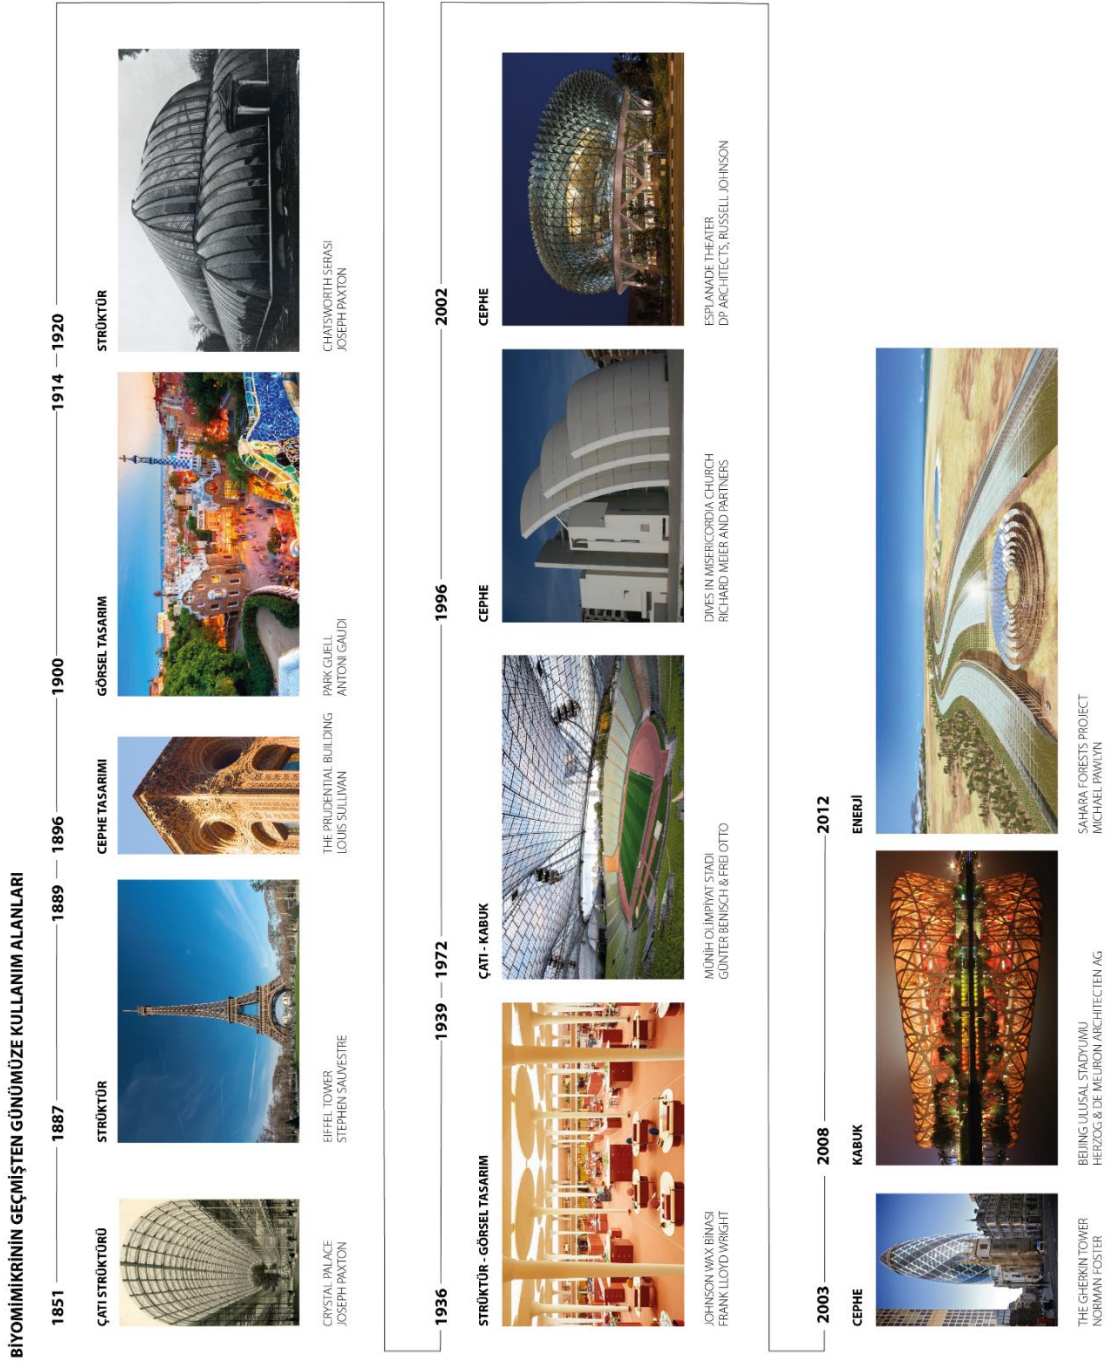 BİYOMİMİKRİNİN GEÇMİŞTEN GÜNÜMÜZE KULLANIM ALANLARI
1851
1887
1889
1896
1900
1914
1920
ÇATI STRÜKTÜRÜ
CRYSTAL PALACE
JOSEPH PAXTON
STRÜKTÜR
EIFFEL TOWER
STEPHEN SAUVESTRE
CEPHE TASARIMI
THE PRUDENTIAL BUILDING
LOUIS SULLIVAN
GÖRSEL TASARIM
PARK GUELL
ANTONI GAUDI
STRÜKTÜR
CHATSWORTH SERASI
JOSEPH PAXTON
1936
1939
1972
1996
2002
STRÜKTÜR - GÖRSEL TASARIM
JOHNSON WAX BİNASI
FRANK LLOYD WRIGHT
ÇATI - KABUK
MÜNİH OLİMPİYAT STADI
GÜNTER BENISCH & FREI OTTO
CEPHE
DIVES IN MISERICORDIA CHURCH
RICHARD MEIER AND PARTNERS
CEPHE
ESPLANADE THEATER
DP ARCHITECTS, RUSSELL JOHNSON
2003
2008
2012
CEPHE
THE GHERKIN TOWER
NORMAN FOSTER
KABUK
BEIJING ULUSAL STADYUMU
HERZOG & DE MEURON ARCHITECTEN AG
ENERJİ
SAHARA FORESTS PROJECT
MICHAEL PAWLYN